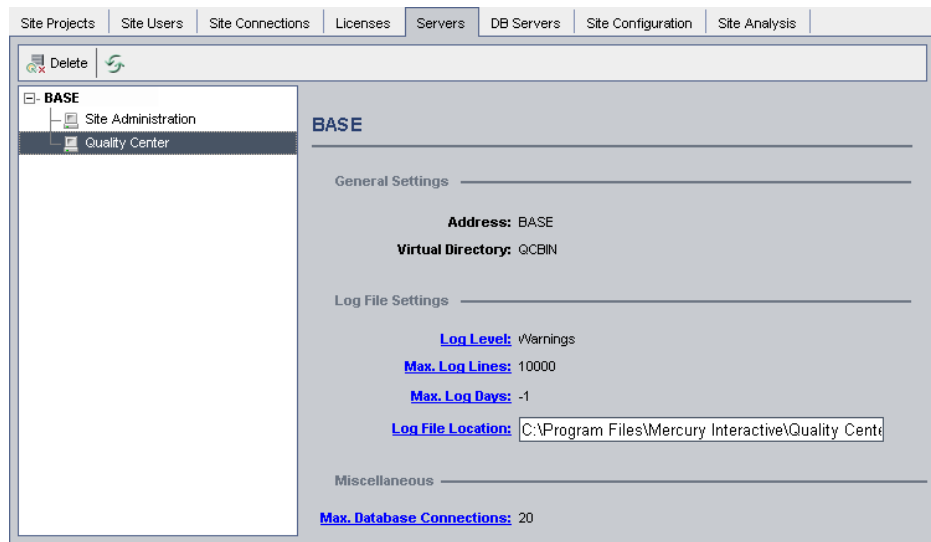 Site Projects Site Users Site Connections Licenses Servers DB Servers Site Configuration Site Analysis
Delete
BASE
Site Administration
Quality Center
BASE
General Settings
Address: BASE
Virtual Directory: QCBIN
Log File Settings
Log Level: Warnings
Max. Log Lines: 10000
Max. Log Days: -1
Log File Location: C:\Program Files\Mercury Interactive\Quality Cente
Miscellaneous
Max. Database Connections: 20